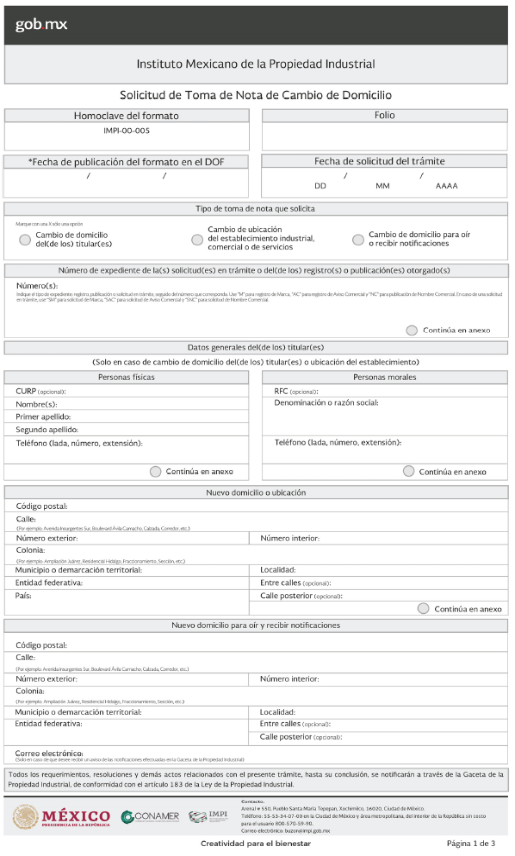 gob.mx
Instituto Mexicano de la Propiedad Industrial
Solicitud de Toma de Nota de Cambio de Domicilio
Homoclave del formato
IMPI-00-005
Folio
*Fecha de publicación del formato en el DOF
/ /
Fecha de solicitud del trámite
/ /
DD MM AAAA
Tipo de toma de nota que solicita
Marque con una X sólo una opción
Cambio de domicilio
del(de los) titular(es)
Cambio de ubicación
del establecimiento industrial,
comercial o de servicios
Cambio de domicilio para oír
o recibir notificaciones
Número de expediente de la(s) solicitud(es) en trámite o del(de los) registro(s) o publicación(es) otorgado(s)
Número(s):
Indique el tipo de expediente, registro, publicación o solicitud en trámite, seguido del número que corresponda. Use "M" para registro de Marca, "AC" para registro de Aviso Comercial y "NC" para publicación de Nombre Comercial. En caso de una solicitud
en trámite, use "SM" para solicitud de Marca, "SAC" para solicitud de Aviso Comercial y "SNC" para solicitud de Nombre Comercial.
Continúa en anexo
Datos generales del(de los) titular(es)
(Solo en caso de cambio de domicilio del(de los) titular(es) o ubicación del establecimiento)
Personas físicas
CURP (opcional):
Nombre(s):
Primer apellido:
Segundo apellido:
Teléfono (lada, número, extensión):
Continúa en anexo
Personas morales
RFC (opcional):
Denominación o razón social:
Teléfono (lada, número, extensión):
Continúa en anexo
Nuevo domicilio o ubicación
Código postal:
Calle:
(Por ejemplo: Avenida Insurgentes Sur, Boulevard Ávila Camacho, Calzada, Corredor, etc.)
Número exterior: Número interior:
Colonia:
(Por ejemplo: Ampliación Juárez, Residencial Hidalgo, Fraccionamiento, Sección, etc.)
Municipio o demarcación territorial: Localidad:
Entidad federativa: Entre calles (opcional):
País: Calle posterior (opcional):
Continúa en anexo
Nuevo domicilio para oír y recibir notificaciones
Código postal:
Calle:
(Por ejemplo: Avenida Insurgentes Sur, Boulevard Ávila Camacho, Calzada, Corredor, etc.)
Número exterior: Número interior:
Colonia:
(Por ejemplo: Ampliación Juárez, Residencial Hidalgo, Fraccionamiento, Sección, etc.)
Municipio o demarcación territorial: Localidad:
Entidad federativa: Entre calles (opcional):
Calle posterior (opcional):
Correo electrónico:
(Solo en caso de que desee recibir un aviso de las notificaciones efectuadas en la Gaceta de la Propiedad Industrial)
Todos los requerimientos, resoluciones y demás actos relacionados con el presente trámite, hasta su conclusión, se notificarán a través de la Gaceta de la
Propiedad Industrial, de conformidad con el artículo 183 de la Ley de la Propiedad Industrial.
MÉXICO
PRESIDENCIA DE LA REPÚBLICA
CONAMER
IMPI
Contacto:
Arenal # 550, Pueblo Santa María Tepepan, Xochimilco, 16020, Ciudad de México.
Teléfono: 55-53-34-07-00 en la Ciudad de México y área metropolitana, del interior de la República sin costo
para el usuario 800-570-59-90.
Correo electrónico: buzon@impi.gob.mx
Creatividad para el bienestar
Página 1 de 3